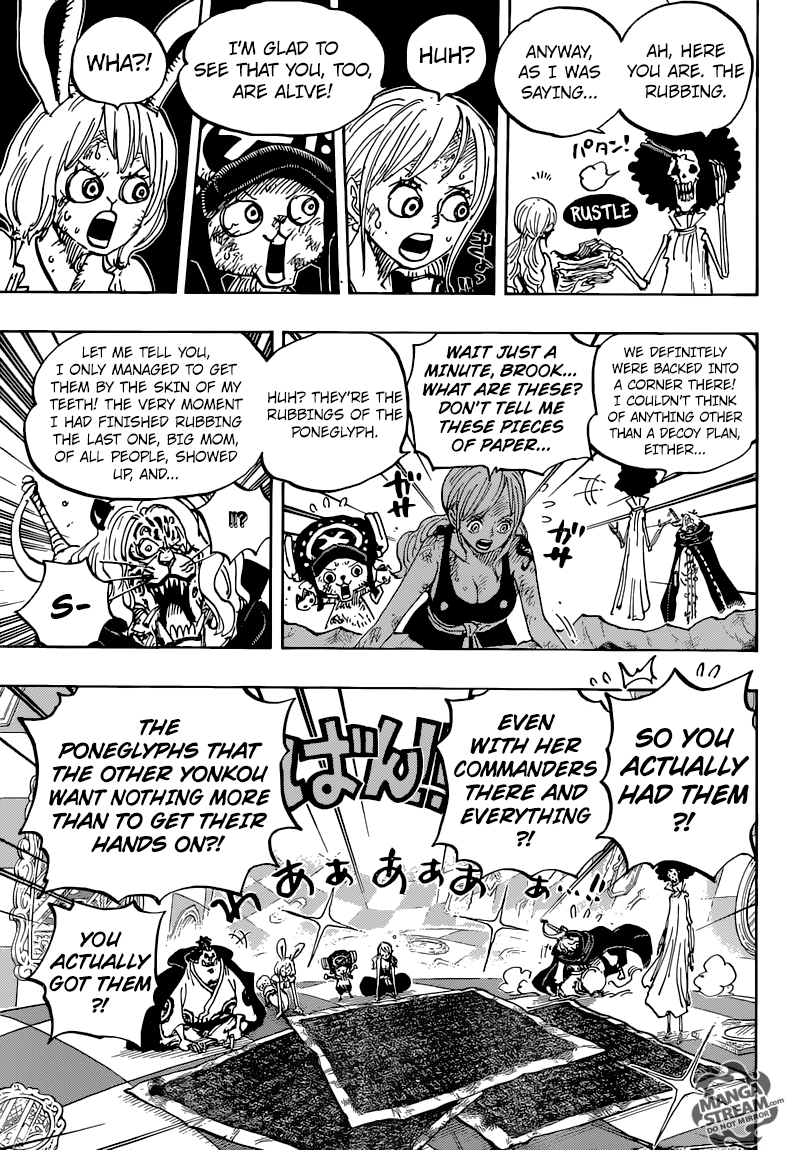 AH, HERE
YOU ARE. THE
RUBBING.
ANYWAY,
AS I WAS
SAYING...
パタン!
RUSTLE
HUH?
I'M GLAD TO
SEE THAT YOU, TOO,
ARE ALIVE!
WHA?!
WE DEFINITELY
WERE BACKED INTO
A CORNER THERE!
I COULDN'T THINK
OF ANYTHING OTHER
THAN A DECOY PLAN,
EITHER...
WAIT JUST A
MINUTE, BROOK...
WHAT ARE THESE?
DON'T TELL ME
THESE PIECES
OF PAPER...
HUH? THEY'RE THE
RUBBINGS OF THE
PONEGLYPH.
ガサ
ガサ
LET ME TELL YOU,
I ONLY MANAGED TO GET
THEM BY THE SKIN OF MY
TEETH! THE VERY MOMENT
I HAD FINISHED RUBBING
THE LAST ONE, BIG MOM,
OF ALL PEOPLE, SHOWED
UP, AND...
!!?
S-
SO YOU
ACTUALLY
HAD THEM
?!
EVEN
WITH HER
COMMANDERS
THERE AND
EVERYTHING
?!
ばん!!
THE
PONEGLYPHS THAT
THE OTHER YONKOU
WANT NOTHING MORE
THAN TO GET THEIR
HANDS ON?!
わぁぁぁぁぁぁ...!!
YOU
ACTUALLY
GOT THEM
?!
MANGA
STREAM.com
DO NOT MIRROR